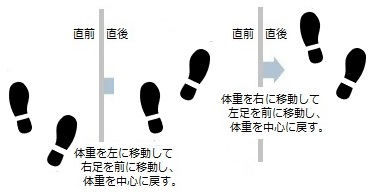 直前 直後
体重を左に移動して
右足を前に移動し、
体重を中心に戻す。
直前 直後
体重を右に移動して
左足を前に移動し、
体重を中心に戻す。